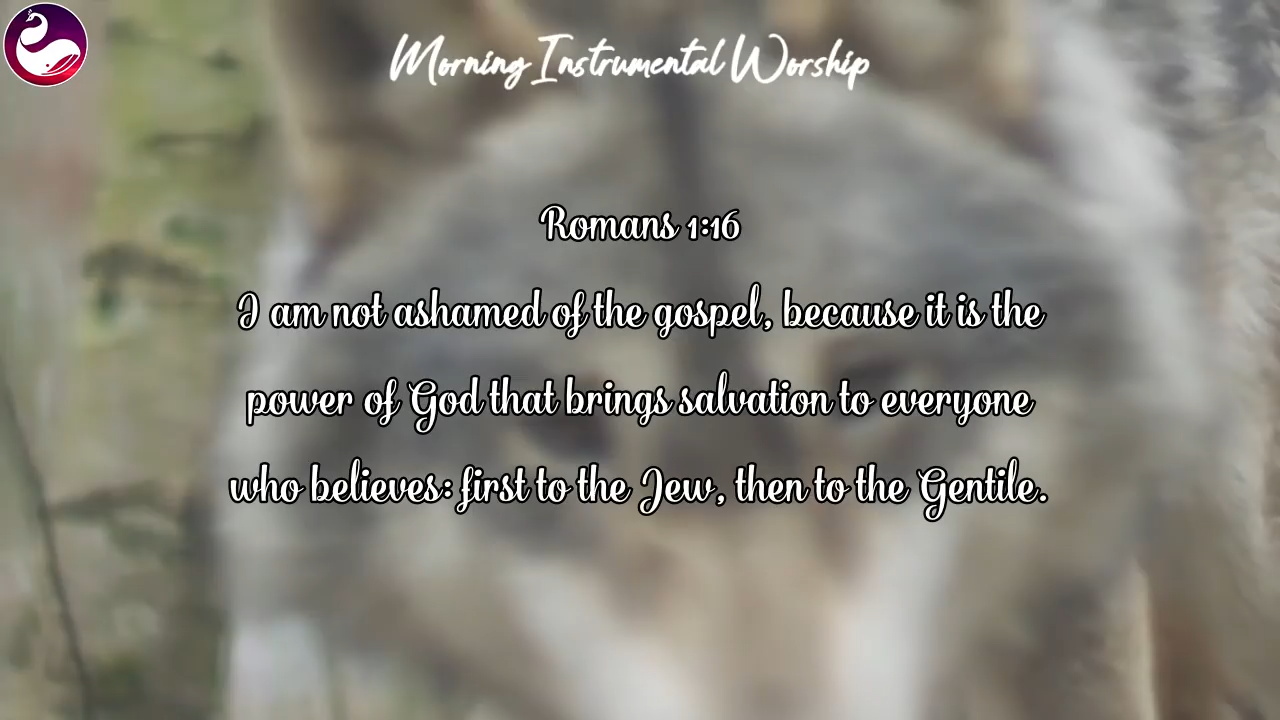 Morning Instrumental Worship
Romans 1:16
I am not ashamed of the gospel, because it is the
power of God that brings salvation to everyone
who believes: first to the Jew, then to the Gentile.